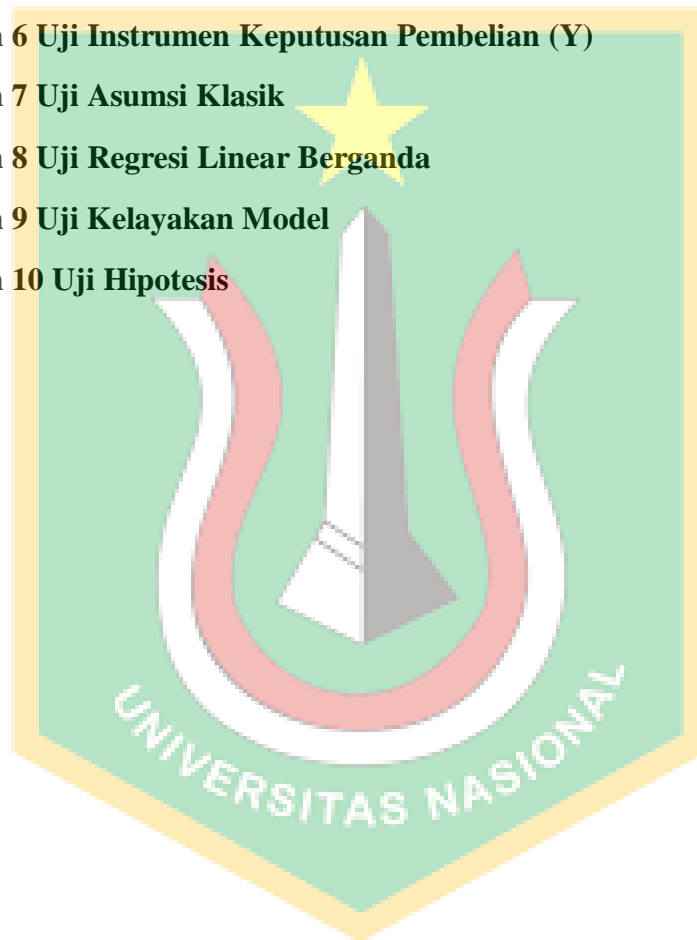 6 Uji Instrumen Keputusan Pembelian (Y)
7 Uji Asumsi Klasik
8 Uji Regresi Linear Berganda
9 Uji Kelayakan Model
10 Uji Hipotesis
UNIVERSITAS NASIONAL